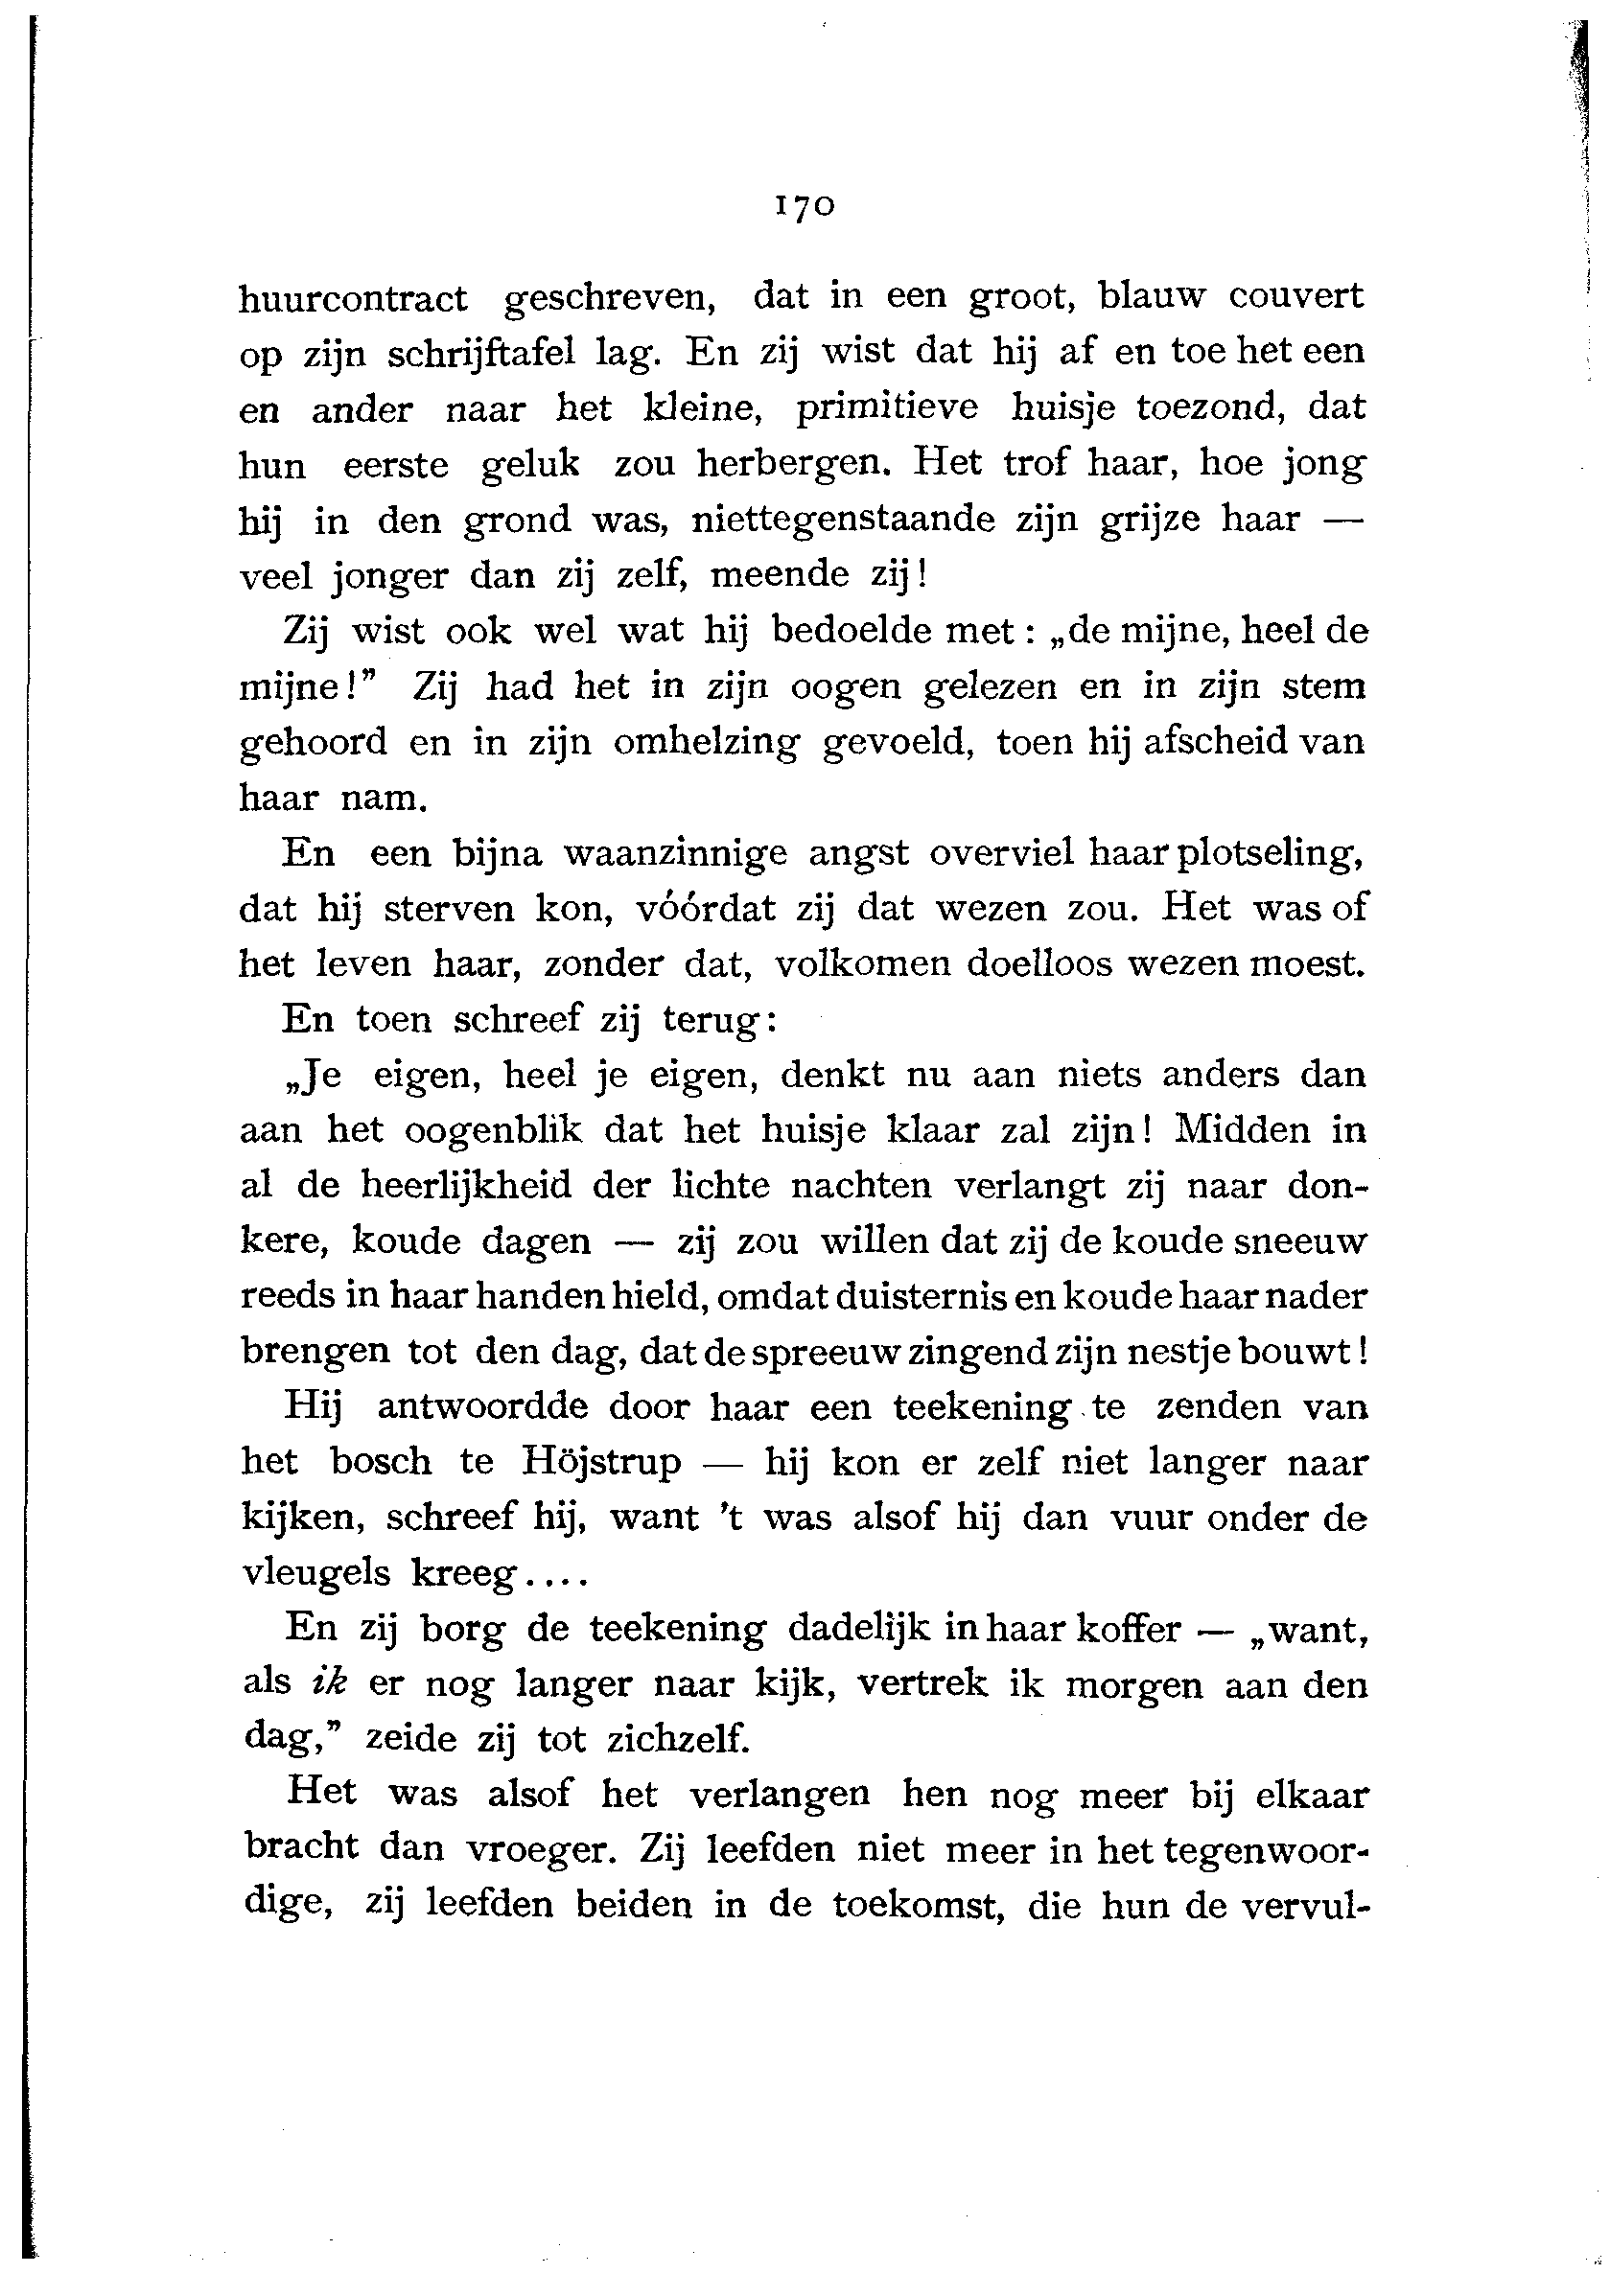 170
huurcontract geschreven, dat in een groot, blauw couvert
op zijn schrijftafel lag. En zij wist dat hij af en toe het een
en ander naar het kleine, primitieve huisje toezond, dat
hun eerste geluk zou herbergen. Het trof haar, hoe jong
hij in den grond was, niettegenstaande zijn grijze haar —
veel jonger dan zij zelf, meende zij!
Zij wist ook wel wat hij bedoelde met: „de mijne, heel de
mijne!” Zij had het in zijn oogen gelezen en in zijn stem
gehoord en in zijn omhelzing gevoeld, toen hij afscheid van
haar nam.
En een bijna waanzinnige angst overviel haar plotseling,
dat hij sterven kon, vóórdat zij dat wezen zou. Het was of
het leven haar, zonder dat, volkomen doelloos wezen moest.
En toen schreef zij terug:
„Je eigen, heel je eigen, denkt nu aan niets anders dan
aan het oogenblik dat het huisje klaar zal zijn! Midden in
al de heerlijkheid der lichte nachten verlangt zij naar don-
kere, koude dagen — zij zou willen dat zij de koude sneeuw
reeds in haar handen hield, omdat duisternis en koude haar nader
brengen tot den dag, dat de spreeuw zingend zijn nestje bouwt!
Hij antwoordde door haar een teekening te zenden van
het bosch te Höjstrup — hij kon er zelf niet langer naar
kijken, schreef hij, want 't was alsof hij dan vuur onder de
vleugels kreeg....
En zij borg de teekening dadelijk in haar koffer — „want,
als ik er nog langer naar kijk, vertrek ik morgen aan den
dag,” zeide zij tot zichzelf.
Het was alsof het verlangen hen nog meer bij elkaar
bracht dan vroeger. Zij leefden niet meer in het tegenwoor-
dige, zij leefden beiden in de toekomst, die hun de vervul-